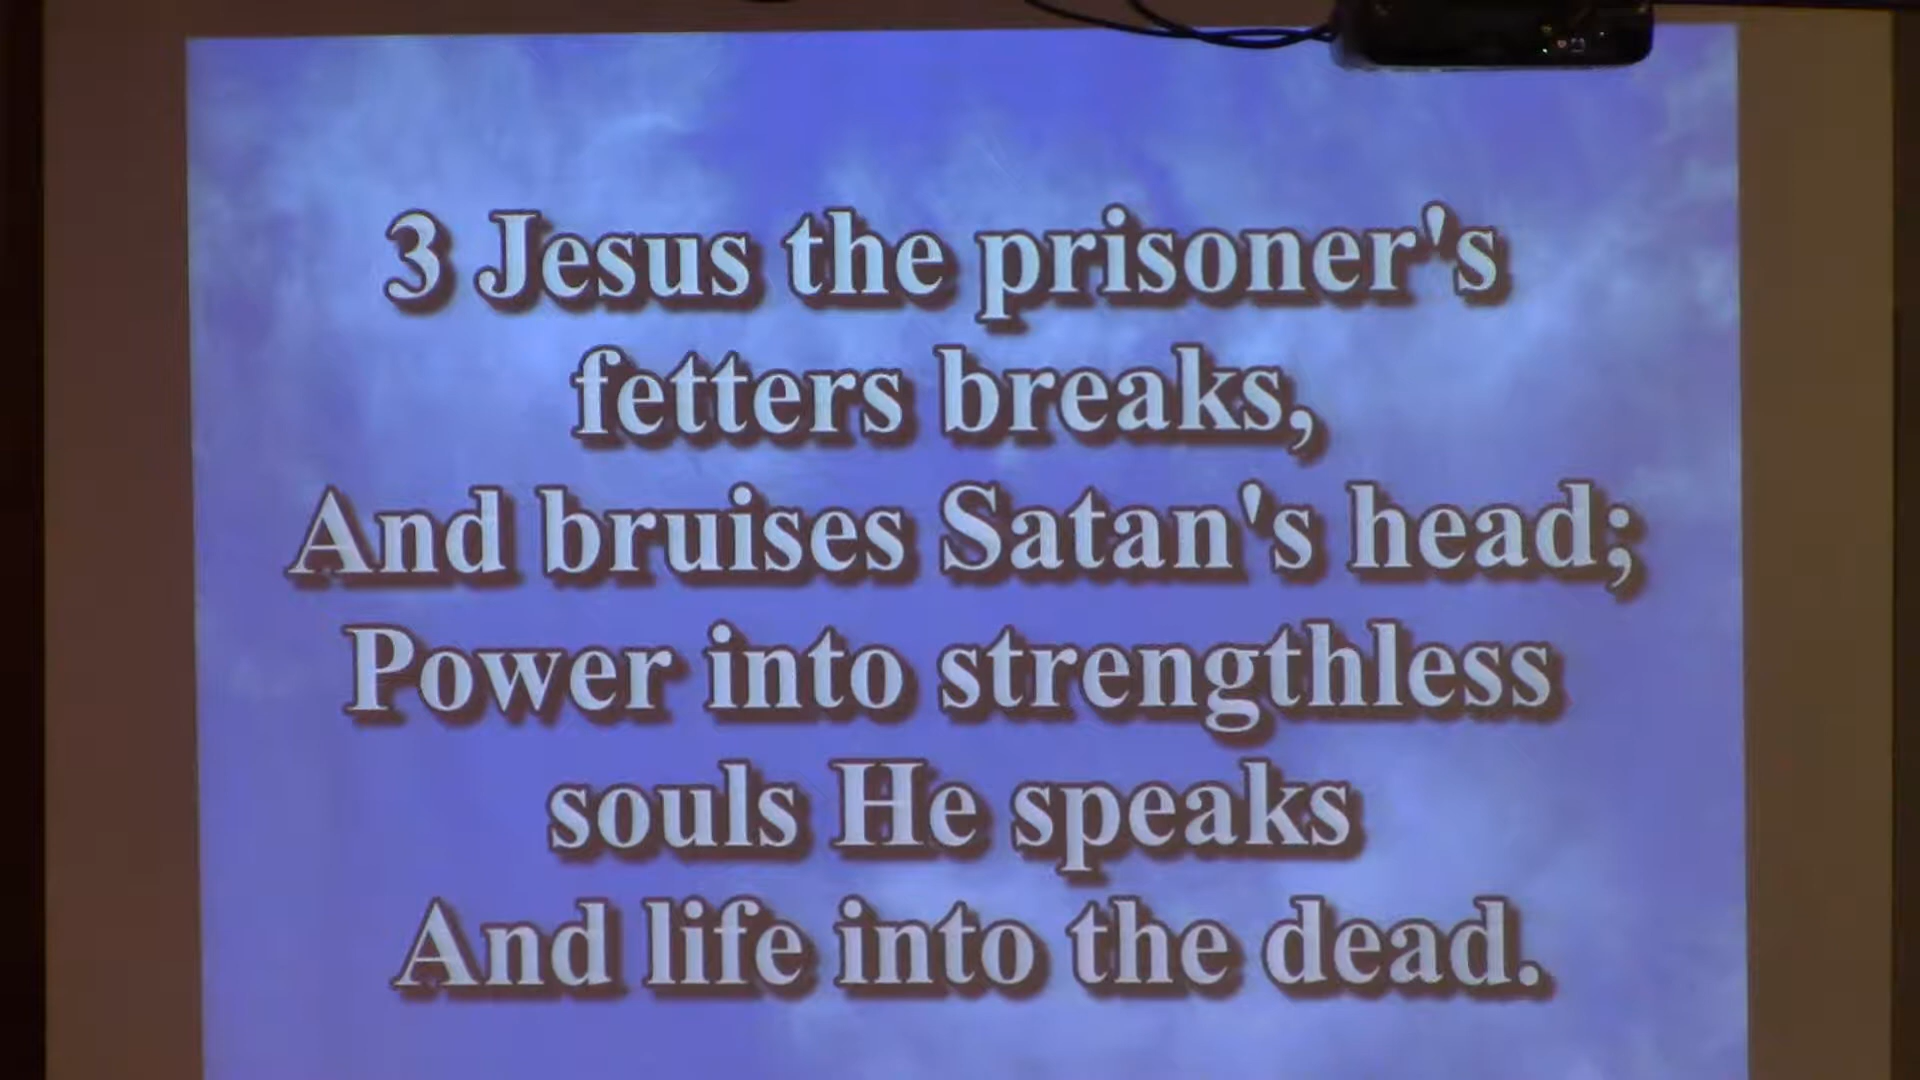 3 Jesus the prisoner's
fetters breaks,
And bruises Satan's head;
Power into strengthless
souls He speaks
And life into the dead.